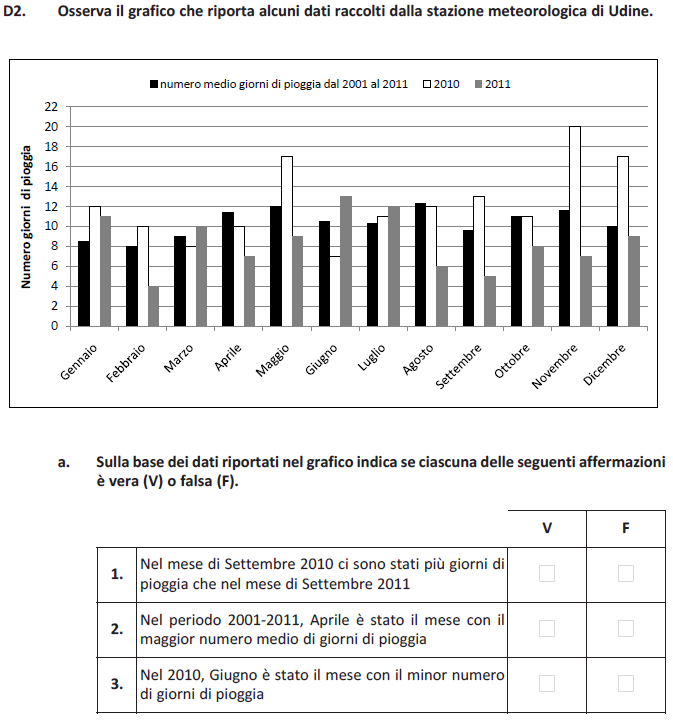 D2. Osserva il grafico che riporta alcuni dati raccolti dalla stazione meteorologica di Udine.
numero medio giorni di pioggia dal 2001 al 2011 2010 2011
Numero giorni di pioggia
22
20
18
16
14
12
10
8
6
4
2
0
Gennaio
Febbraio
Marzo
Aprile
Maggio
Giugno
Luglio
Agosto
Settembre
Ottobre
Novembre
Dicembre
a. Sulla base dei dati riportati nel grafico indica se ciascuna delle seguenti affermazioni
è vera (V) o falsa (F).
V F
1. Nel mese di Settembre 2010 ci sono stati più giorni di
pioggia che nel mese di Settembre 2011
2. Nel periodo 2001-2011, Aprile è stato il mese con il
maggior numero medio di giorni di pioggia
3. Nel 2010, Giugno è stato il mese con il minor numero
di giorni di pioggia